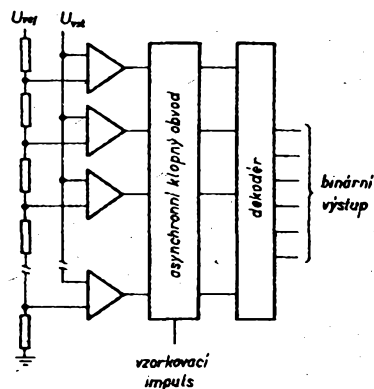 Uref
Uvst
asynchronní klopný obvod
dekodér
binární
výstup
vzorkovací
impuls